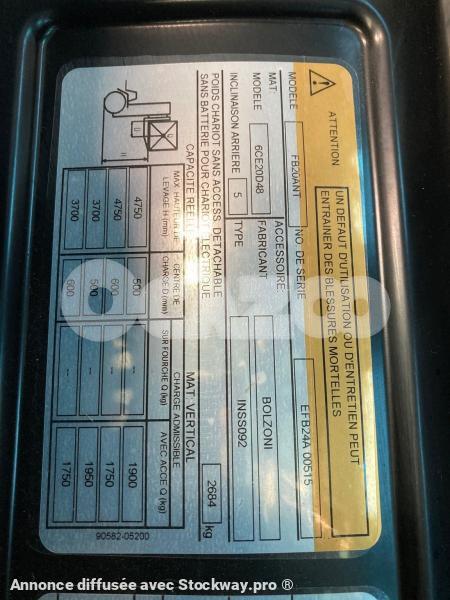 ATTENTION
UN DEFAUT D'UTILISATION OU D'ENTRETIEN PEUT
ENTRAINER DES BLESSURES MORTELLES
MODELE FB20ANT NO. DE SERIE EFB24A 00515
MAT: ACCESSOIRE
MODELE 6CE20D48 FABRICANT BOLZONI
INCLINAISON ARRIERE 5 TYPE INSS092
POIDS CHARIOT SANS ACCESS. DETACHABLE
SANS BATTERIE POUR CHARIOT ELECTRIQUE 2684 kg
CAPACITE REELLE MAT: VERTICAL
MAX. HAUTEUR DE CENTRE DE CHARGE ADMISSIBLE
LEVAGE H (mm) CHARGE D (mm) SUR FOURCHE Q (kg) AVEC ACCE Q (kg)
4750 500 --- 1900
4750 600 --- 1750
3700 500 --- 1950
3700 600 --- 1750
90582-05200
Annonce diffusée avec Stockway.pro ®